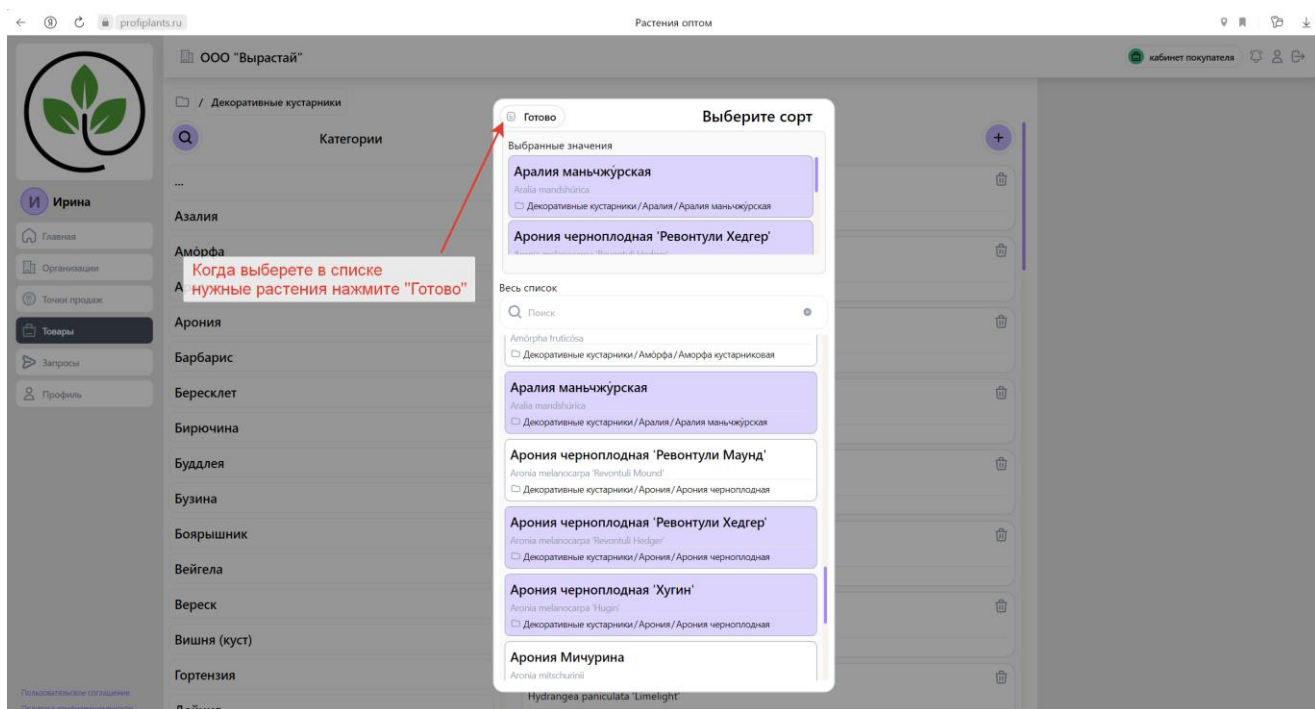 profiplants.ru
Растения оптом
ООО "Вырастай"
кабинет покупателя
/ Декоративные кустарники
Категории
...
Азалия
Амо́рфа
Арония
Барбарис
Бересклет
Бирючина
Буддлея
Бузина
Боярышник
Вейгела
Вереск
Вишня (куст)
Гортензия
И Ирина
Главная
Организации
Точки продаж
Товары
Запросы
Профиль
Пользовательское соглашение
Когда выберете в списке
нужные растения нажмите "Готово"
Готово
Выберите сорт
Выбранные значения
Аралия маньчжу́рская
Aralia mandshúrica
Декоративные кустарники/Аралия/Аралия маньчжу́рская
Арония черноплодная 'Ревонтули Хедгер'
Весь список
Поиск
Amórpha fruticósa
Декоративные кустарники/Амо́рфа/Аморфа кустарниковая
Аралия маньчжу́рская
Aralia mandshúrica
Декоративные кустарники/Аралия/Аралия маньчжу́рская
Арония черноплодная 'Ревонтули Маунд'
Aronia melanocarpa 'Revontuli Mound'
Декоративные кустарники/Арония/Арония черноплодная
Арония черноплодная 'Ревонтули Хедгер'
Aronia melanocarpa 'Revontuli Hedger'
Декоративные кустарники/Арония/Арония черноплодная
Арония черноплодная 'Хугин'
Aronia melanocarpa 'Hugin'
Декоративные кустарники/Арония/Арония черноплодная
Арония Мичурина
Aronia mitschurinii
Hydrangea paniculata 'Limelight'